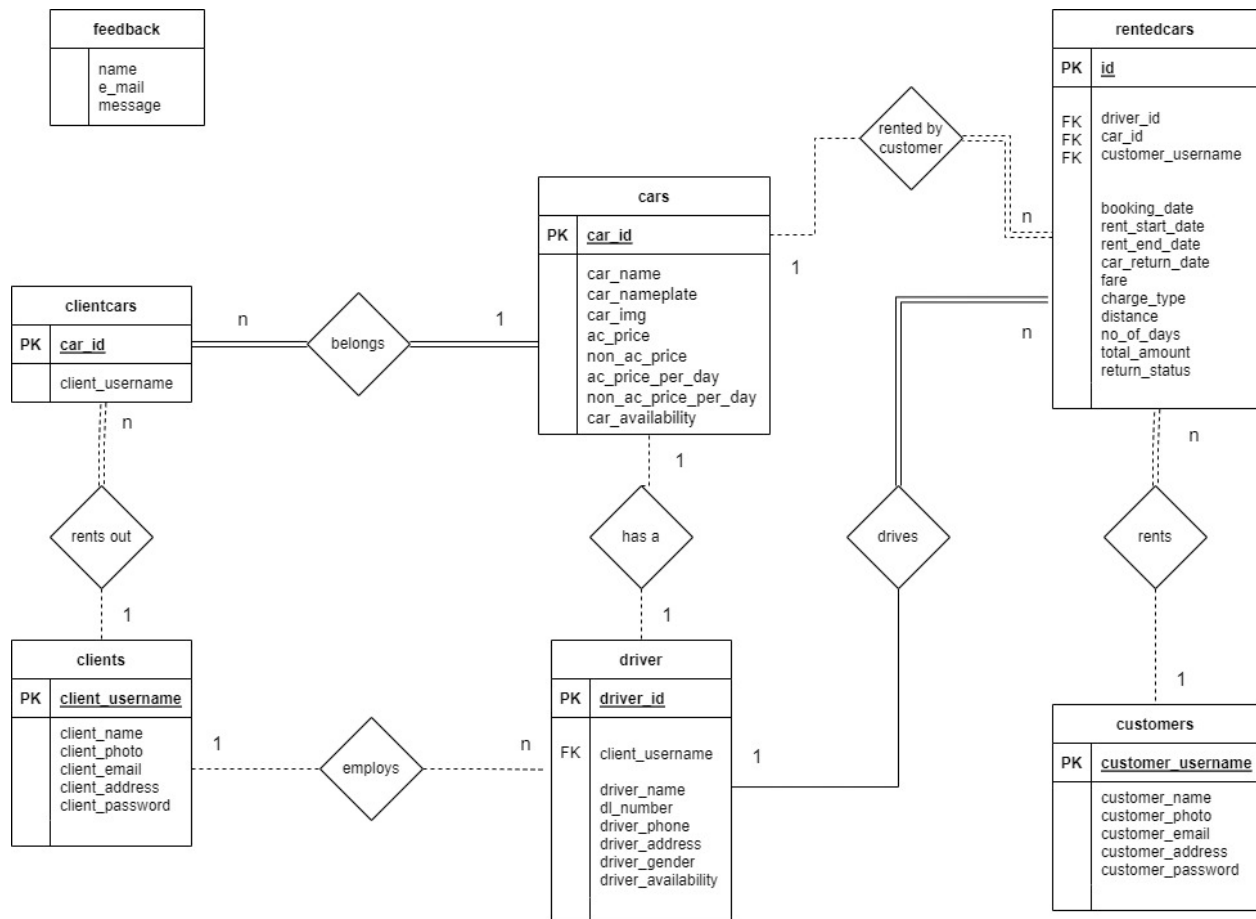 feedback
name
e_mail
message
rentedcars
PK id
FK driver_id
FK car_id
FK customer_username
booking_date
rent_start_date
rent_end_date
car_return_date
fare
charge_type
distance
no_of_days
total_amount
return_status
rented by
customer
n
1
cars
PK car_id
car_name
car_nameplate
car_img
ac_price
non_ac_price
ac_price_per_day
non_ac_price_per_day
car_availability
clientcars
PK car_id
client_username
n
belongs
1
n
rents out
1
1
has a
1
n
drives
1
n
rents
1
clients
PK client_username
client_name
client_photo
client_email
client_address
client_password
1
employs
n
driver
PK driver_id
FK client_username
driver_name
dl_number
driver_phone
driver_address
driver_gender
driver_availability
customers
PK customer_username
customer_name
customer_photo
customer_email
customer_address
customer_password